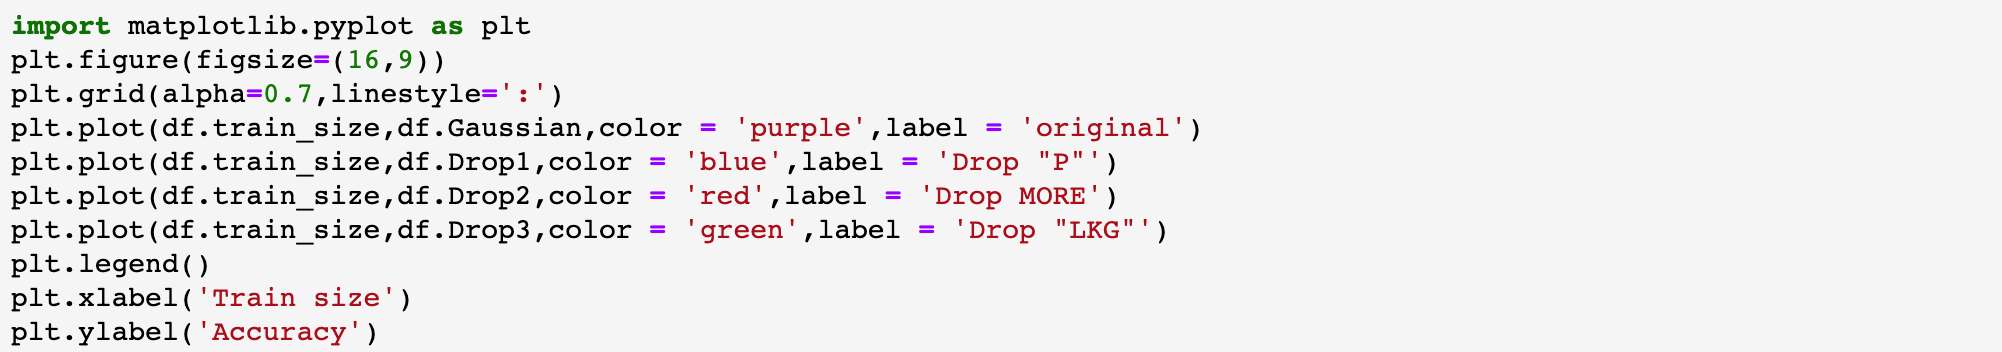 import matplotlib.pyplot as plt
plt.figure(figsize=(16,9))
plt.grid(alpha=0.7,linestyle=':')
plt.plot(df.train_size,df.Gaussian,color = 'purple',label = 'original')
plt.plot(df.train_size,df.Drop1,color = 'blue',label = 'Drop "P"')
plt.plot(df.train_size,df.Drop2,color = 'red',label = 'Drop MORE')
plt.plot(df.train_size,df.Drop3,color = 'green',label = 'Drop "LKG"')
plt.legend()
plt.xlabel('Train size')
plt.ylabel('Accuracy')